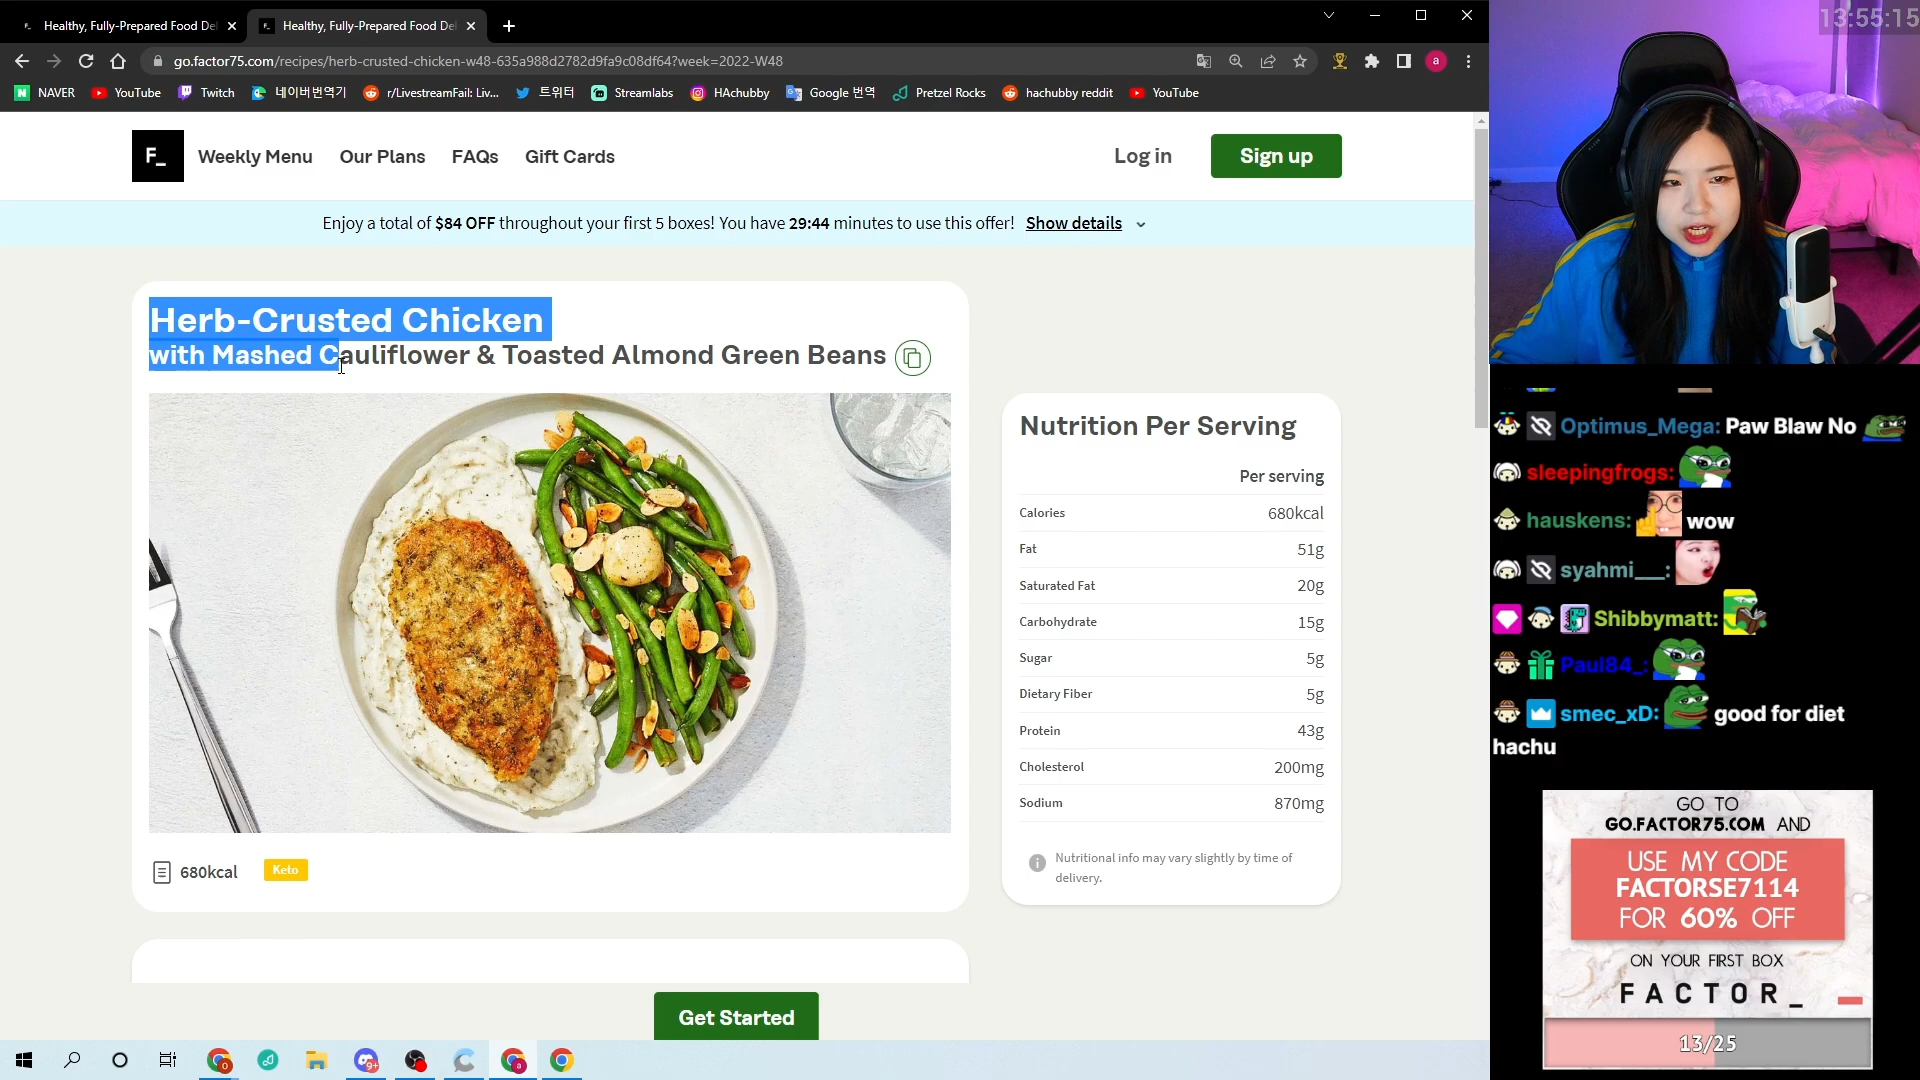 Healthy, Fully-Prepared Food De
Healthy, Fully-Prepared Food De
go.factor75.com/recipes/herb-crusted-chicken-w48-635a988d2782d9fa9c08df64?week=2022-W48
a
NAVER
YouTube
Twitch
네이버번역기
r/LivestreamFail: Liv...
트위터
Streamlabs
HAchubby
Google 번역
Pretzel Rocks
hachubby reddit
YouTube
F_
Weekly Menu
Our Plans
FAQs
Gift Cards
Log in
Sign up
Enjoy a total of $84 OFF throughout your first 5 boxes! You have 29:44 minutes to use this offer! Show details
Herb-Crusted Chicken
with Mashed Cauliflower & Toasted Almond Green Beans
680kcal
Keto
Nutrition Per Serving
Per serving
Calories 680kcal
Fat 51g
Saturated Fat 20g
Carbohydrate 15g
Sugar 5g
Dietary Fiber 5g
Protein 43g
Cholesterol 200mg
Sodium 870mg
Nutritional info may vary slightly by time of
delivery.
Get Started
9+
13:55:15
Optimus_Mega: Paw Blaw No
sleepingfrogs:
hauskens: wow
syahmi___:
Shibbymatt:
Paul84_:
smec_xD: good for diet
hachu
GO TO
GO.FACTOR75.COM AND
USE MY CODE
FACTORSE7114
FOR 60% OFF
ON YOUR FIRST BOX
FACTOR_
13/25